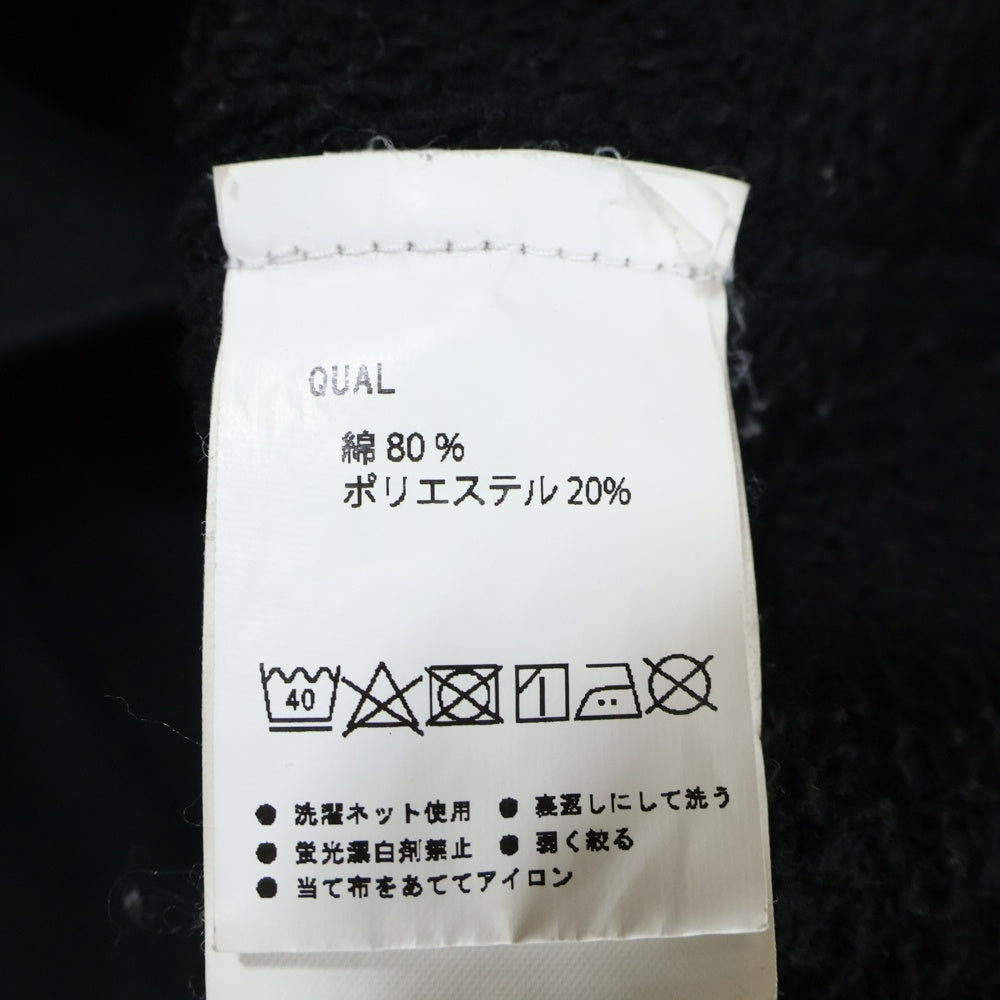 QUAL
綿 80 %
ポリエステル 20%
40
● 洗濯ネット使用 ● 裏返しにして洗う
● 蛍光漂白剤禁止 ● 弱く絞る
● 当て布をあててアイロン